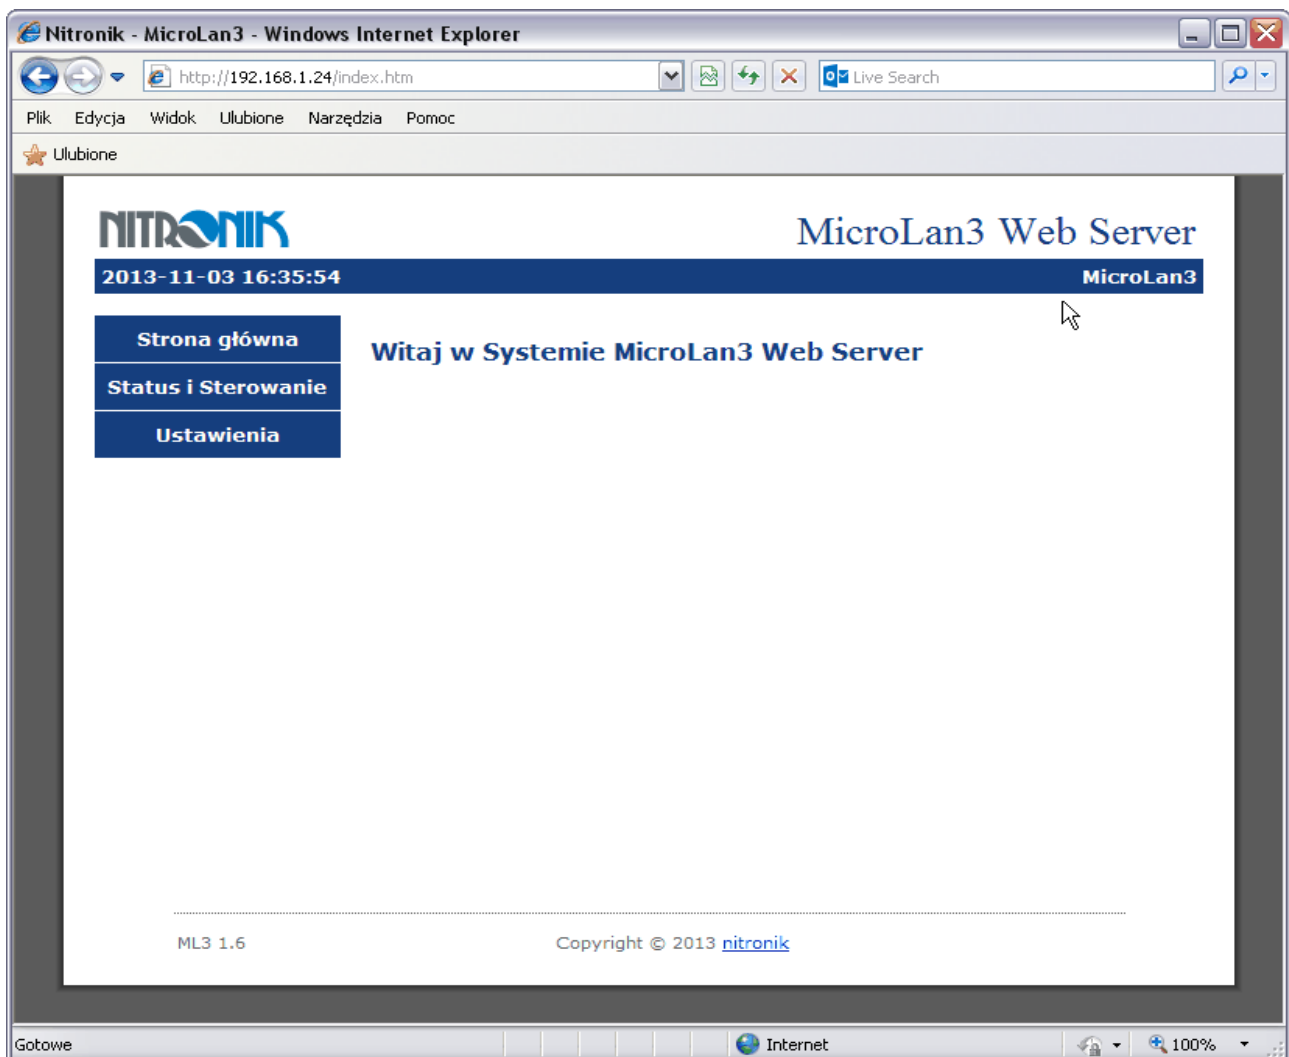 Nitronik - MicroLan3 - Windows Internet Explorer
http://192.168.1.24/index.htm
Live Search
Plik Edycja Widok Ulubione Narzędzia Pomoc
Ulubione
NITRONIK
MicroLan3 Web Server
2013-11-03 16:35:54
MicroLan3
Strona główna
Status i Sterowanie
Ustawienia
Witaj w Systemie MicroLan3 Web Server
ML3 1.6
Copyright © 2013 nitronik
Gotowe
Internet
100%